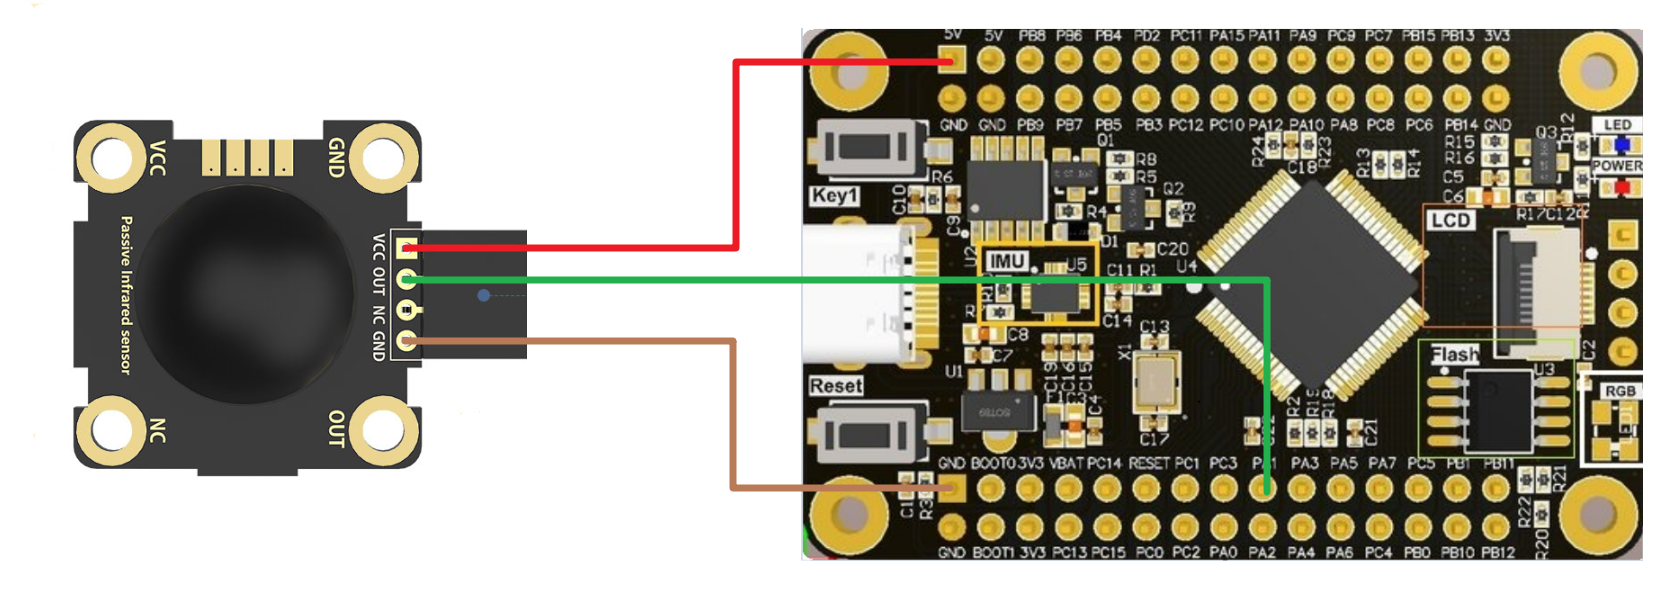 VCC
GND
Passive Infrared sensor
VCC OUT NC GND
NC
OUT
5V 5V PB8 PB6 PB4 PD2 PC11 PA15 PA11 PA9 PC9 PC7 PB15 PB13 3V3
GND GND PB9 PB7 PB5 PB3 PC12 PC10 PA12 PA10 PA8 PC8 PC6 PB14 GND
Key1
C10
R6
C9
Q1
R8
R5
Q2
R4
R9
D1
C20
R24
C18
R23
R13
R14
R15
R16
C5
C6
Q3
R12
LED
POWER
R17
C12
LCD
U2
IMU
U5
C11
R1
U4
C14
C8
C7
C13
X1
C17
U1
C19
C16
C15
C3
C4
Reset
R2
R19
R18
C21
C22
Flash
U3
C2
RGB
LED1
GND BOOT0 3V3 VBAT PC14 RESET PC1 PC3 PA1 PA3 PA5 PA7 PC5 PB1 PB11
C1
R3
R22
R21
R20
GND BOOT1 3V3 PC13 PC15 PC0 PC2 PA0 PA2 PA4 PA6 PC4 PB0 PB10 PB12